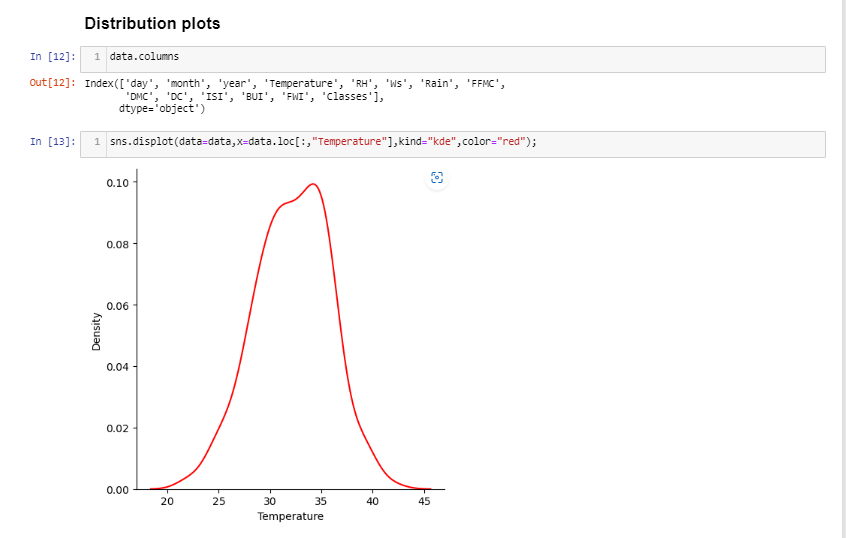 Distribution plots
In [12]: 1 data.columns
Out[12]: Index(['day', 'month', 'year', 'Temperature', 'RH', 'Ws', 'Rain', 'FFMC',
'DMC', 'DC', 'ISI', 'BUI', 'FWI', 'Classes'],
dtype='object')
In [13]: 1 sns.displot(data=data,x=data.loc[:,"Temperature"],kind="kde",color="red");
0.10
0.08
0.06
0.04
0.02
0.00
Density
20 25 30 35 40 45
Temperature